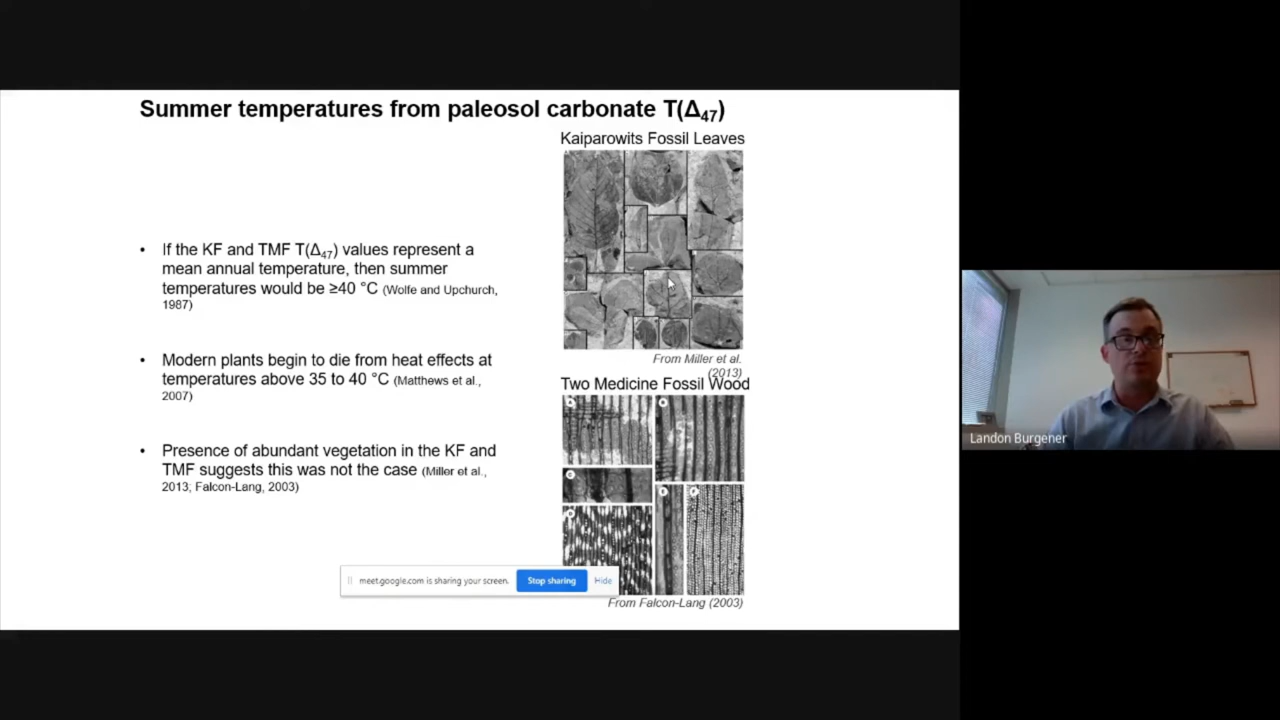 Summer temperatures from paleosol carbonate T(Δ47)
Kaiparowits Fossil Leaves
• If the KF and TMF T(Δ47) values represent a
mean annual temperature, then summer
temperatures would be ≥40 °C (Wolfe and Upchurch,
1987)
• Modern plants begin to die from heat effects at
temperatures above 35 to 40 °C (Matthews et al.,
2007)
• Presence of abundant vegetation in the KF and
TMF suggests this was not the case (Miller et al.,
2013; Falcon-Lang, 2003)
From Miller et al.
(2013)
Two Medicine Fossil Wood
From Falcon-Lang (2003)
meet.google.com is sharing your screen.
Stop sharing
Hide
Landon Burgener